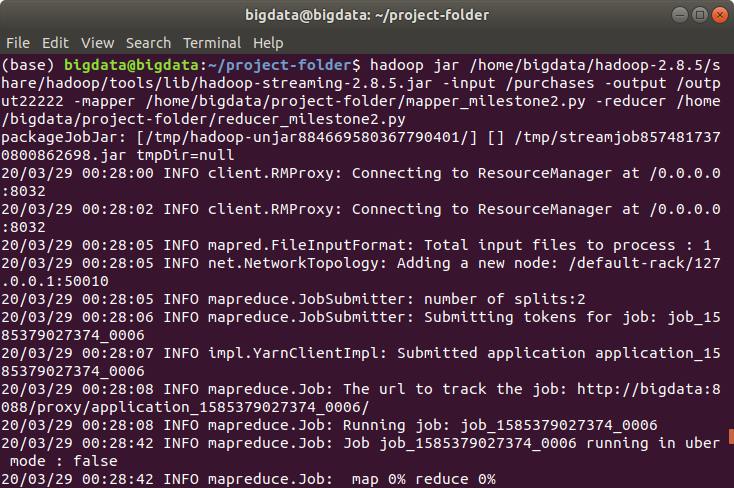 bigdata@bigdata: ~/project-folder
File Edit View Search Terminal Help
(base) bigdata@bigdata:~/project-folder$ hadoop jar /home/bigdata/hadoop-2.8.5/s
hare/hadoop/tools/lib/hadoop-streaming-2.8.5.jar -input /purchases -output /outp
ut22222 -mapper /home/bigdata/project-folder/mapper_milestone2.py -reducer /home
/bigdata/project-folder/reducer_milestone2.py
packageJobJar: [/tmp/hadoop-unjar884669580367790401/] [] /tmp/streamjob857481737
0800862698.jar tmpDir=null
20/03/29 00:28:00 INFO client.RMProxy: Connecting to ResourceManager at /0.0.0.0
:8032
20/03/29 00:28:02 INFO client.RMProxy: Connecting to ResourceManager at /0.0.0.0
:8032
20/03/29 00:28:05 INFO mapred.FileInputFormat: Total input files to process : 1
20/03/29 00:28:05 INFO net.NetworkTopology: Adding a new node: /default-rack/127
.0.0.1:50010
20/03/29 00:28:05 INFO mapreduce.JobSubmitter: number of splits:2
20/03/29 00:28:06 INFO mapreduce.JobSubmitter: Submitting tokens for job: job_15
85379027374_0006
20/03/29 00:28:07 INFO impl.YarnClientImpl: Submitted application application_15
85379027374_0006
20/03/29 00:28:08 INFO mapreduce.Job: The url to track the job: http://bigdata:8
088/proxy/application_1585379027374_0006/
20/03/29 00:28:08 INFO mapreduce.Job: Running job: job_1585379027374_0006
20/03/29 00:28:42 INFO mapreduce.Job: Job job_1585379027374_0006 running in uber
 mode : false
20/03/29 00:28:42 INFO mapreduce.Job:  map 0% reduce 0%